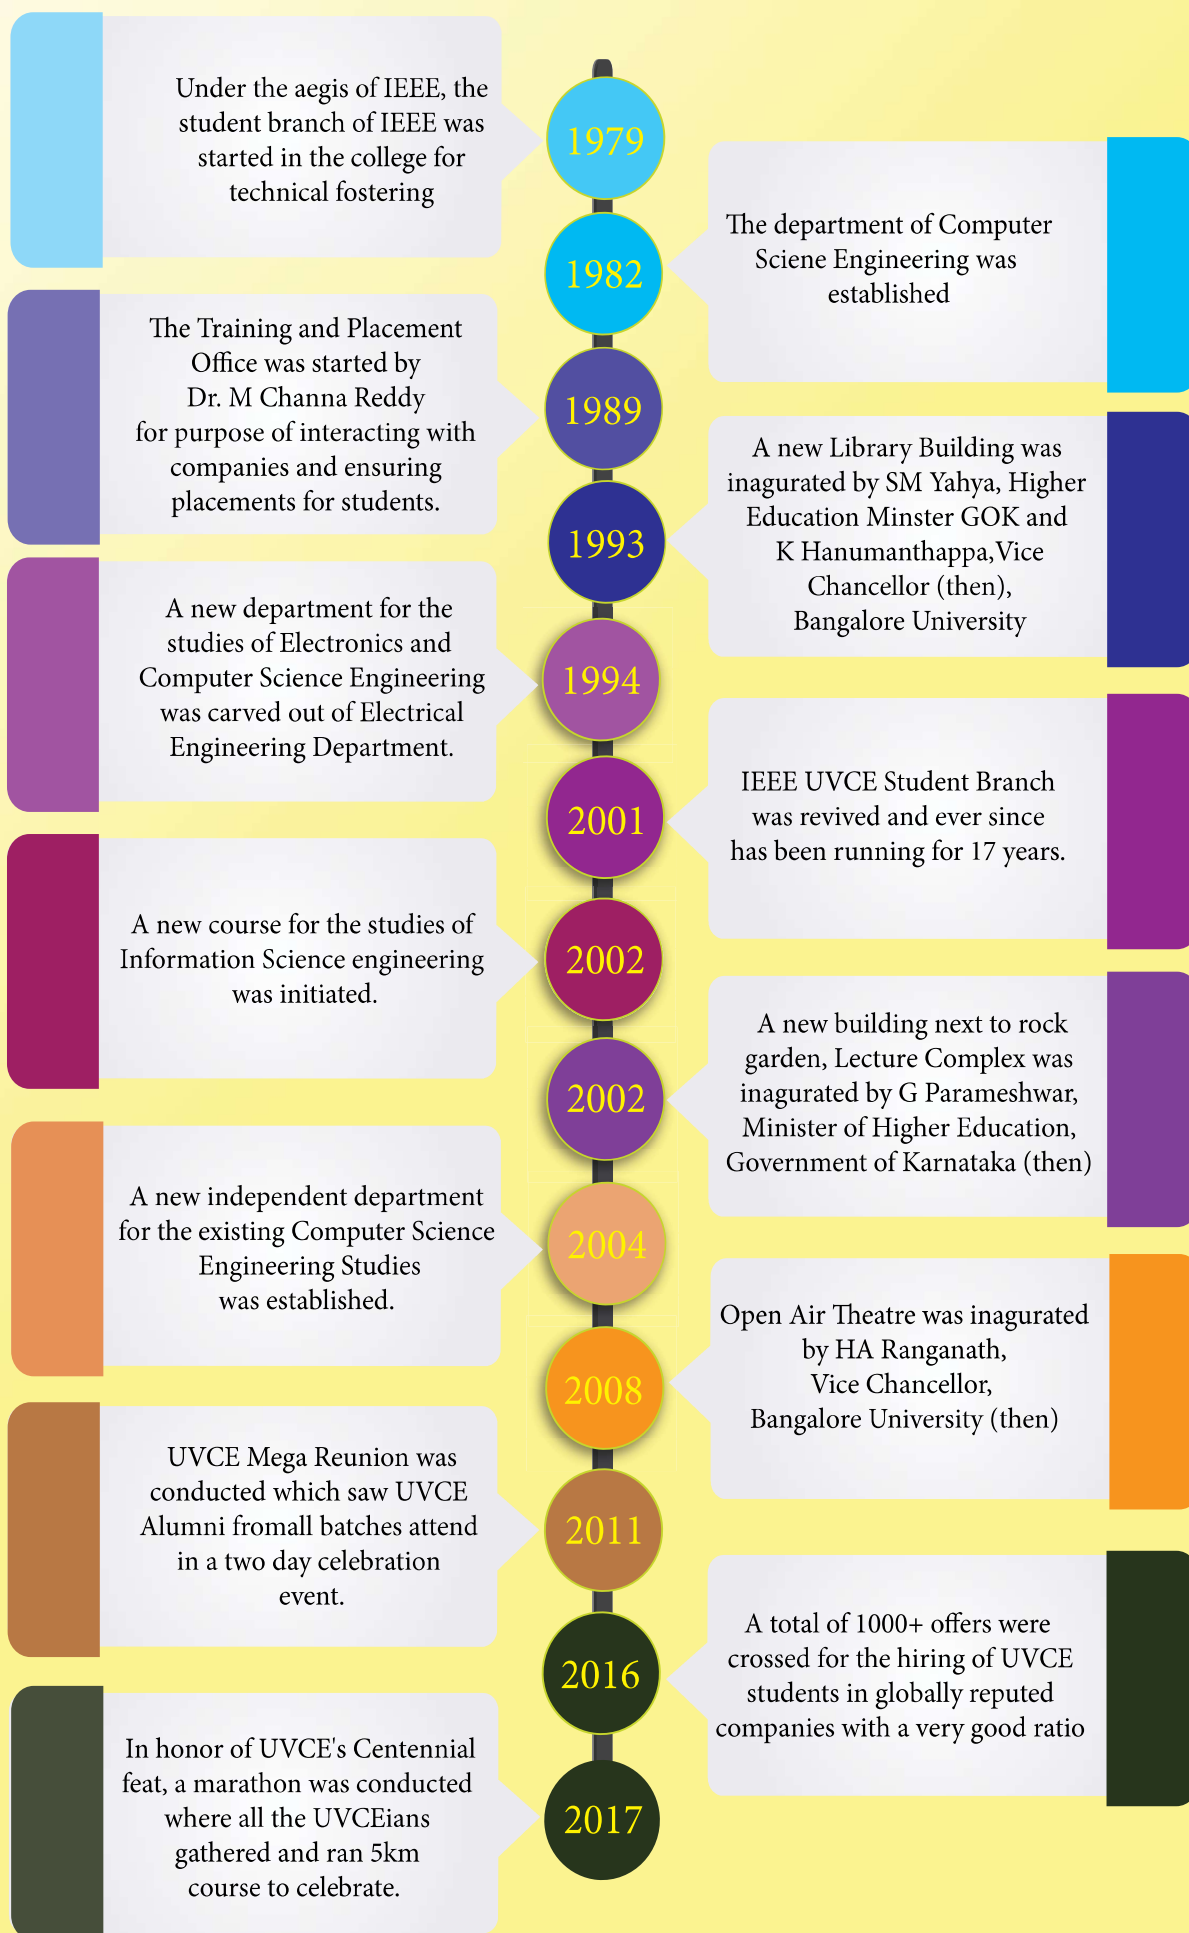 Under the aegis of IEEE, the
student branch of IEEE was
started in the college for
technical fostering
1979
The department of Computer
Sciene Engineering was
established
1982
The Training and Placement
Office was started by
Dr. M Channa Reddy
for purpose of interacting with
companies and ensuring
placements for students.
1989
A new Library Building was
inagurated by SM Yahya, Higher
Education Minster GOK and
K Hanumanthappa,Vice
Chancellor (then),
Bangalore University
1993
A new department for the
studies of Electronics and
Computer Science Engineering
was carved out of Electrical
Engineering Department.
1994
IEEE UVCE Student Branch
was revived and ever since
has been running for 17 years.
2001
A new course for the studies of
Information Science engineering
was initiated.
2002
A new building next to rock
garden, Lecture Complex was
inagurated by G Parameshwar,
Minister of Higher Education,
Government of Karnataka (then)
2002
A new independent department
for the existing Computer Science
Engineering Studies
was established.
2004
Open Air Theatre was inagurated
by HA Ranganath,
Vice Chancellor,
Bangalore University (then)
2008
UVCE Mega Reunion was
conducted which saw UVCE
Alumni fromall batches attend
in a two day celebration
event.
2011
A total of 1000+ offers were
crossed for the hiring of UVCE
students in globally reputed
companies with a very good ratio
2016
In honor of UVCE's Centennial
feat, a marathon was conducted
where all the UVCEians
gathered and ran 5km
course to celebrate.
2017